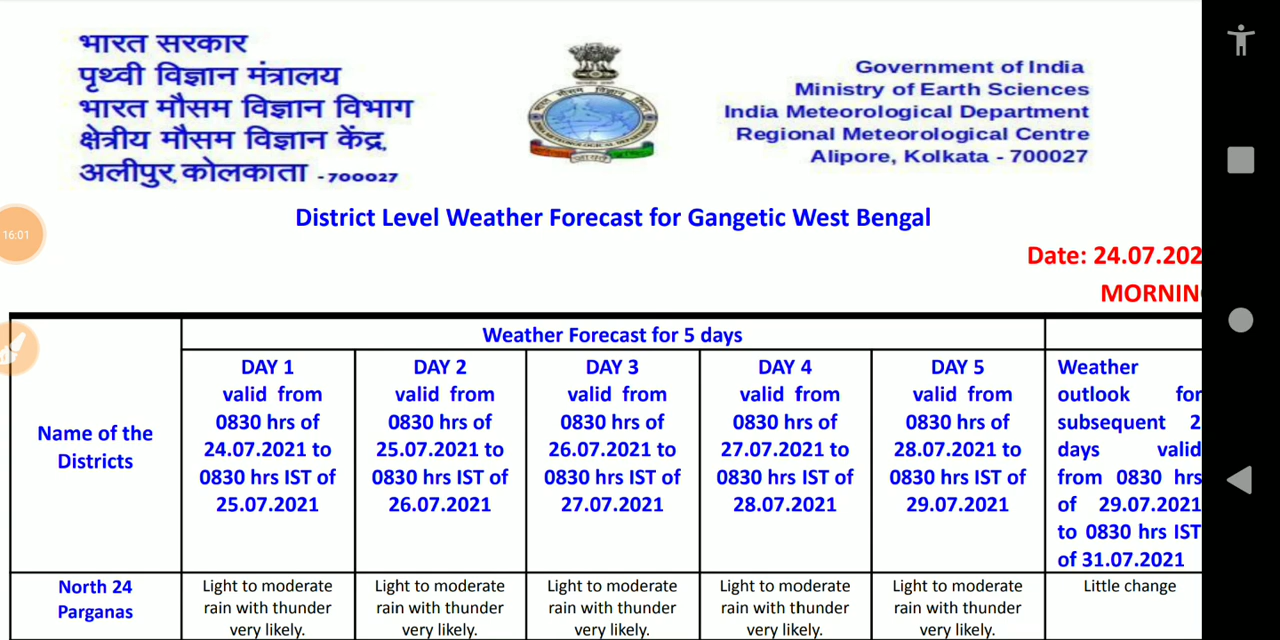 भारत सरकार
पृथ्वी विज्ञान मंत्रालय
भारत मौसम विज्ञान विभाग
क्षेत्रीय मौसम विज्ञान केंद्र,
अलीपुर, कोलकाता - 700027
Government of India
Ministry of Earth Sciences
India Meteorological Department
Regional Meteorological Centre
Alipore, Kolkata - 700027
District Level Weather Forecast for Gangetic West Bengal
16:01
Date: 24.07.202
MORNIN
Weather Forecast for 5 days
Name of the
Districts
DAY 1
valid from
0830 hrs of
24.07.2021 to
0830 hrs IST of
25.07.2021
DAY 2
valid from
0830 hrs of
25.07.2021 to
0830 hrs IST of
26.07.2021
DAY 3
valid from
0830 hrs of
26.07.2021 to
0830 hrs IST of
27.07.2021
DAY 4
valid from
0830 hrs of
27.07.2021 to
0830 hrs IST of
28.07.2021
DAY 5
valid from
0830 hrs of
28.07.2021 to
0830 hrs IST of
29.07.2021
Weather
outlook for
subsequent 2
days valid
from 0830 hrs
of 29.07.2021
to 0830 hrs IST
of 31.07.2021
North 24
Parganas
Light to moderate
rain with thunder
very likely.
Light to moderate
rain with thunder
very likely.
Light to moderate
rain with thunder
very likely.
Light to moderate
rain with thunder
very likely.
Light to moderate
rain with thunder
very likely.
Little change